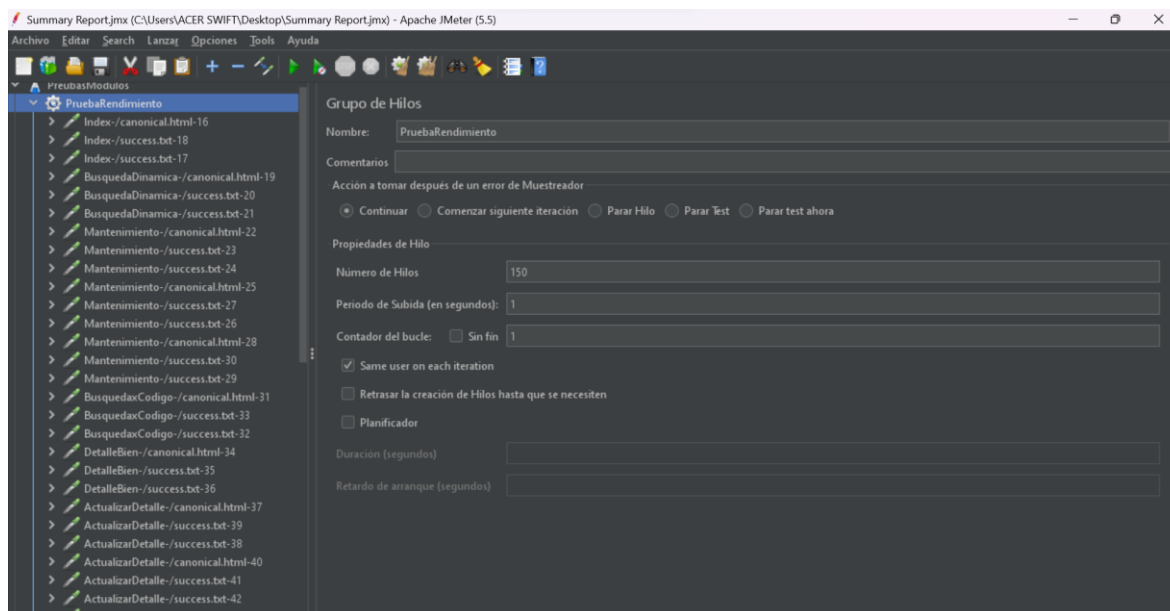 Summary Report.jmx (C:\Users\ACER SWIFT\Desktop\Summary Report.jmx) - Apache JMeter (5.5)
Archivo Editar Search Lanzar Opciones Tools Ayuda
PreubasModulos
PruebaRendimiento
Index-/canonical.html-16
Index-/success.txt-18
Index-/success.txt-17
BusquedaDinamica-/canonical.html-19
BusquedaDinamica-/success.txt-20
BusquedaDinamica-/success.txt-21
Mantenimiento-/canonical.html-22
Mantenimiento-/success.txt-23
Mantenimiento-/success.txt-24
Mantenimiento-/canonical.html-25
Mantenimiento-/success.txt-27
Mantenimiento-/success.txt-26
Mantenimiento-/canonical.html-28
Mantenimiento-/success.txt-30
Mantenimiento-/success.txt-29
BusquedaxCodigo-/canonical.html-31
BusquedaxCodigo-/success.txt-33
BusquedaxCodigo-/success.txt-32
DetalleBien-/canonical.html-34
DetalleBien-/success.txt-35
DetalleBien-/success.txt-36
ActualizarDetalle-/canonical.html-37
ActualizarDetalle-/success.txt-39
ActualizarDetalle-/success.txt-38
ActualizarDetalle-/canonical.html-40
ActualizarDetalle-/success.txt-41
ActualizarDetalle-/success.txt-42
Grupo de Hilos
Nombre: PruebaRendimiento
Comentarios
Acción a tomar después de un error de Muestreador
Continuar Comenzar siguiente iteración Parar Hilo Parar Test Parar test ahora
Propiedades de Hilo
Número de Hilos 150
Periodo de Subida (en segundos): 1
Contador del bucle: Sin fín 1
Same user on each iteration
Retrasar la creación de Hilos hasta que se necesiten
Planificador
Duración (segundos)
Retardo de arranque (segundos)